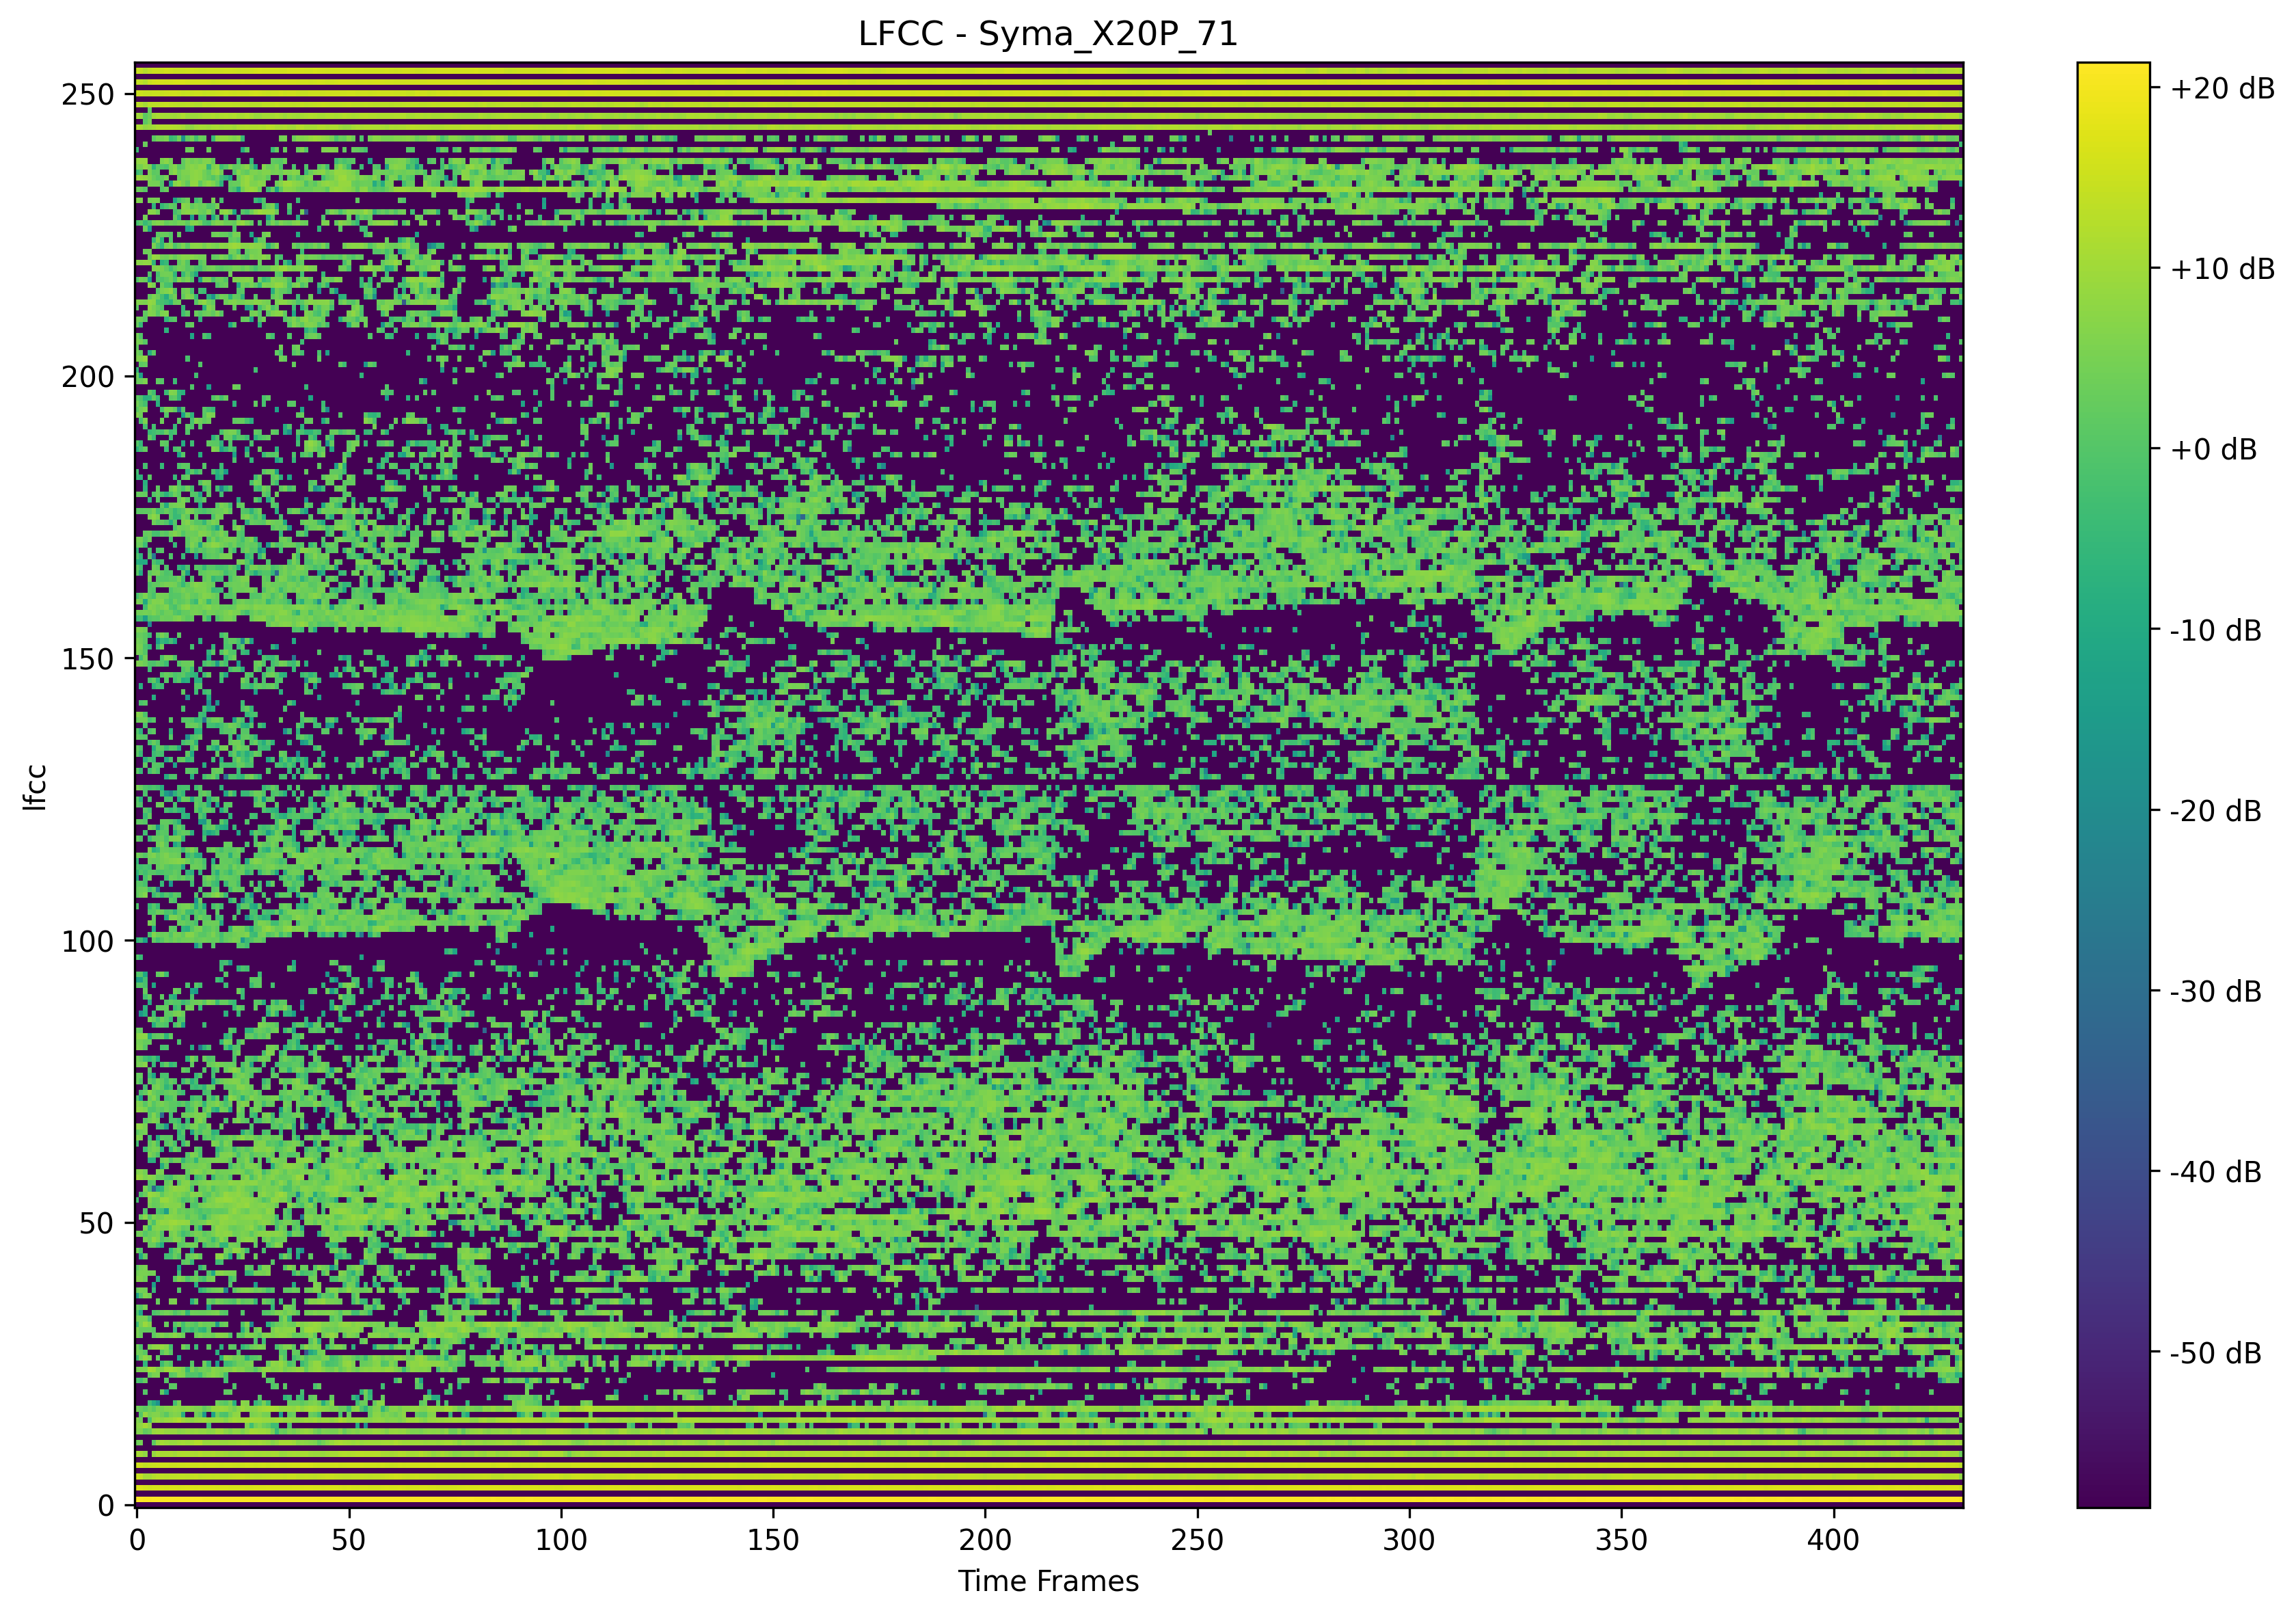 LFCC - Syma_X20P_71
lfcc
250
200
150
100
50
0
0 50 100 150 200 250 300 350 400
Time Frames
+20 dB
+10 dB
+0 dB
-10 dB
-20 dB
-30 dB
-40 dB
-50 dB